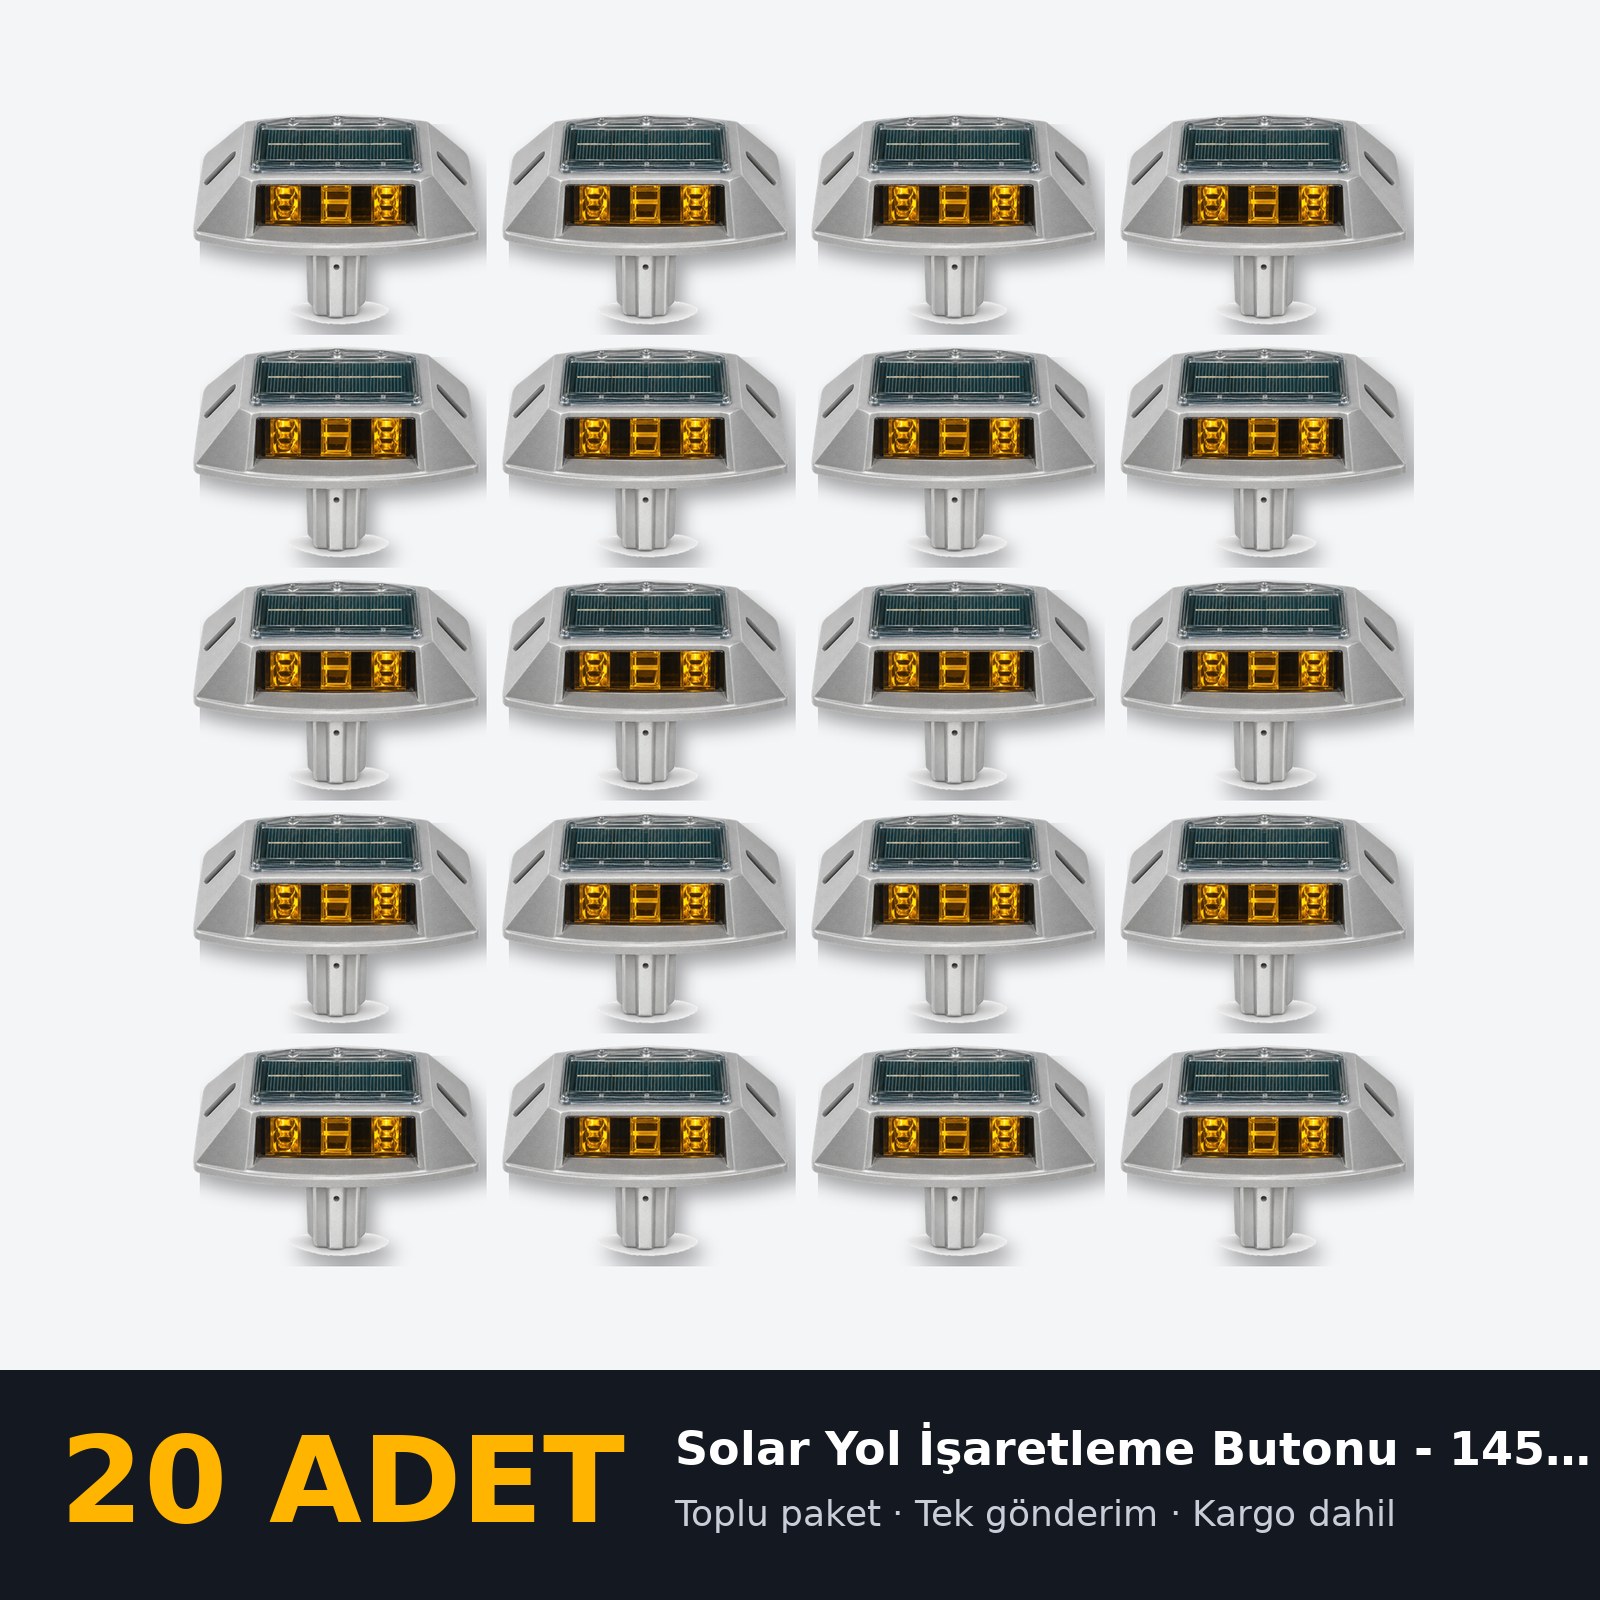 20 ADET
Solar Yol İşaretleme Butonu - 145…
Toplu paket · Tek gönderim · Kargo dahil